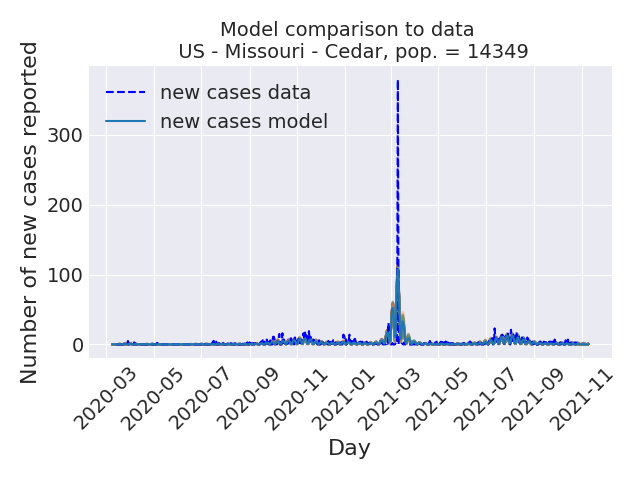 Model comparison to data
US - Missouri - Cedar, pop. = 14349
Number of new cases reported
new cases data
new cases model
300
200
100
0
2020-03
2020-05
2020-07
2020-09
2020-11
2021-01
2021-03
2021-05
2021-07
2021-09
2021-11
Day